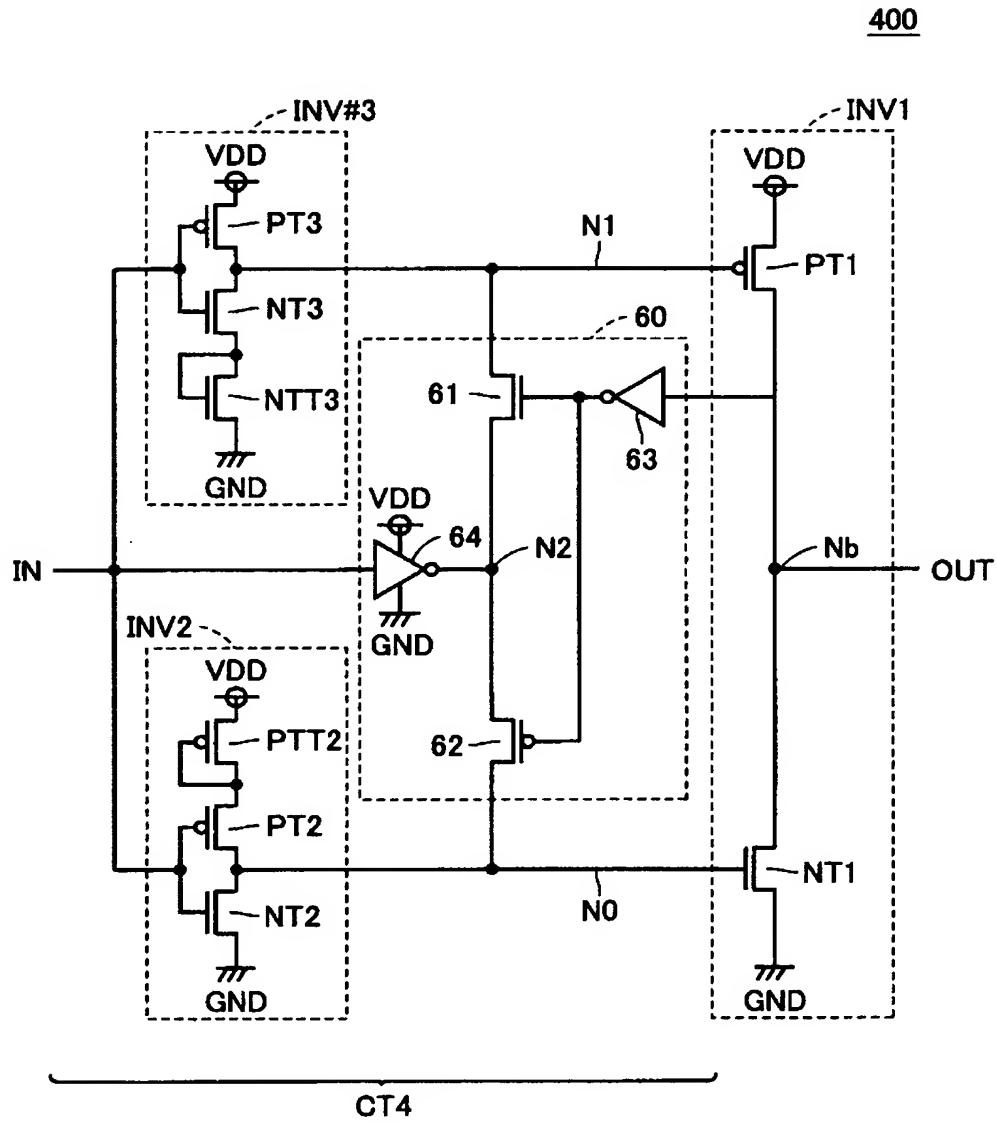 400
INV#3
INV1
VDD
VDD
PT3
N1
PT1
NT3
60
61
NTT3
63
GND
VDD
64
N2
Nb
IN
OUT
GND
INV2
VDD
PTT2
62
PT2
NT1
NT2
N0
GND
GND
CT4